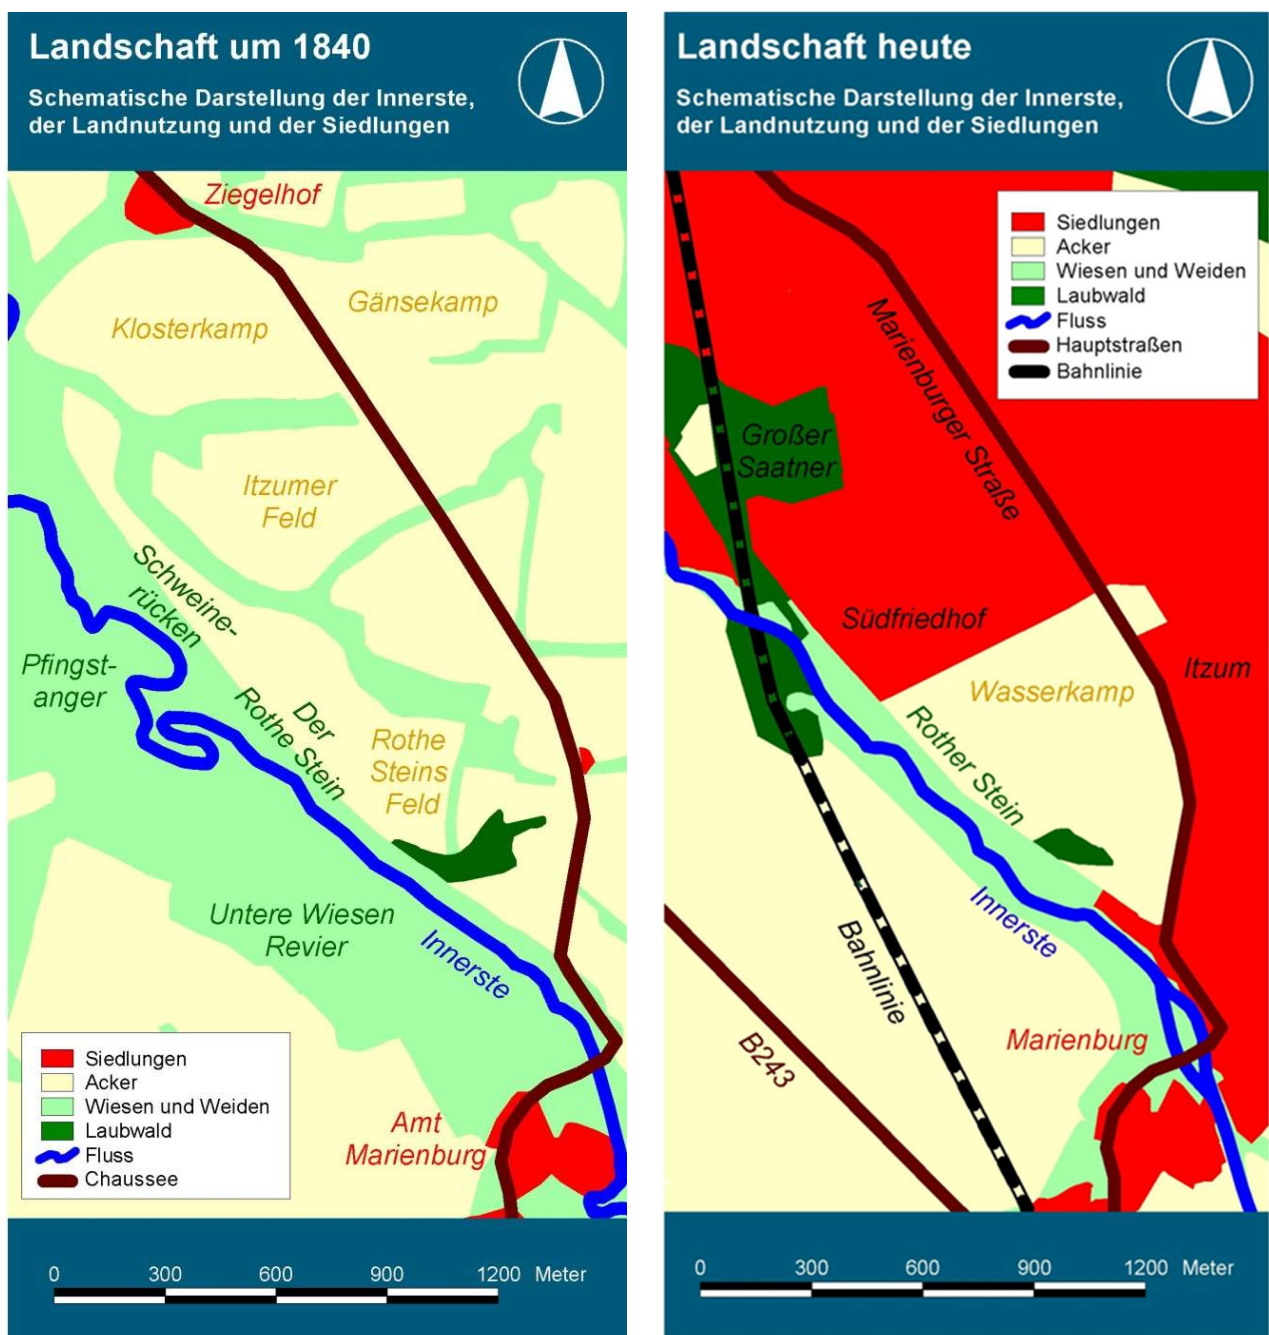 Landschaft um 1840
Schematische Darstellung der Innerste,
der Landnutzung und der Siedlungen
Ziegelhof
Gänsekamp
Klosterkamp
Itzumer
Feld
Schweine-
rücken
Pfingst-
anger
Der
Rothe Stein
Rothe
Steins
Feld
Untere Wiesen
Revier
Innerste
Amt
Marienburg
Siedlungen
Acker
Wiesen und Weiden
Laubwald
Fluss
Chaussee
0 300 600 900 1200 Meter
Landschaft heute
Schematische Darstellung der Innerste,
der Landnutzung und der Siedlungen
Siedlungen
Acker
Wiesen und Weiden
Laubwald
Fluss
Hauptstraßen
Bahnlinie
Marienburger Straße
Großer
Saatner
Südfriedhof
Itzum
Wasserkamp
Rother Stein
Innerste
Bahnlinie
B243
Marienburg
0 300 600 900 1200 Meter